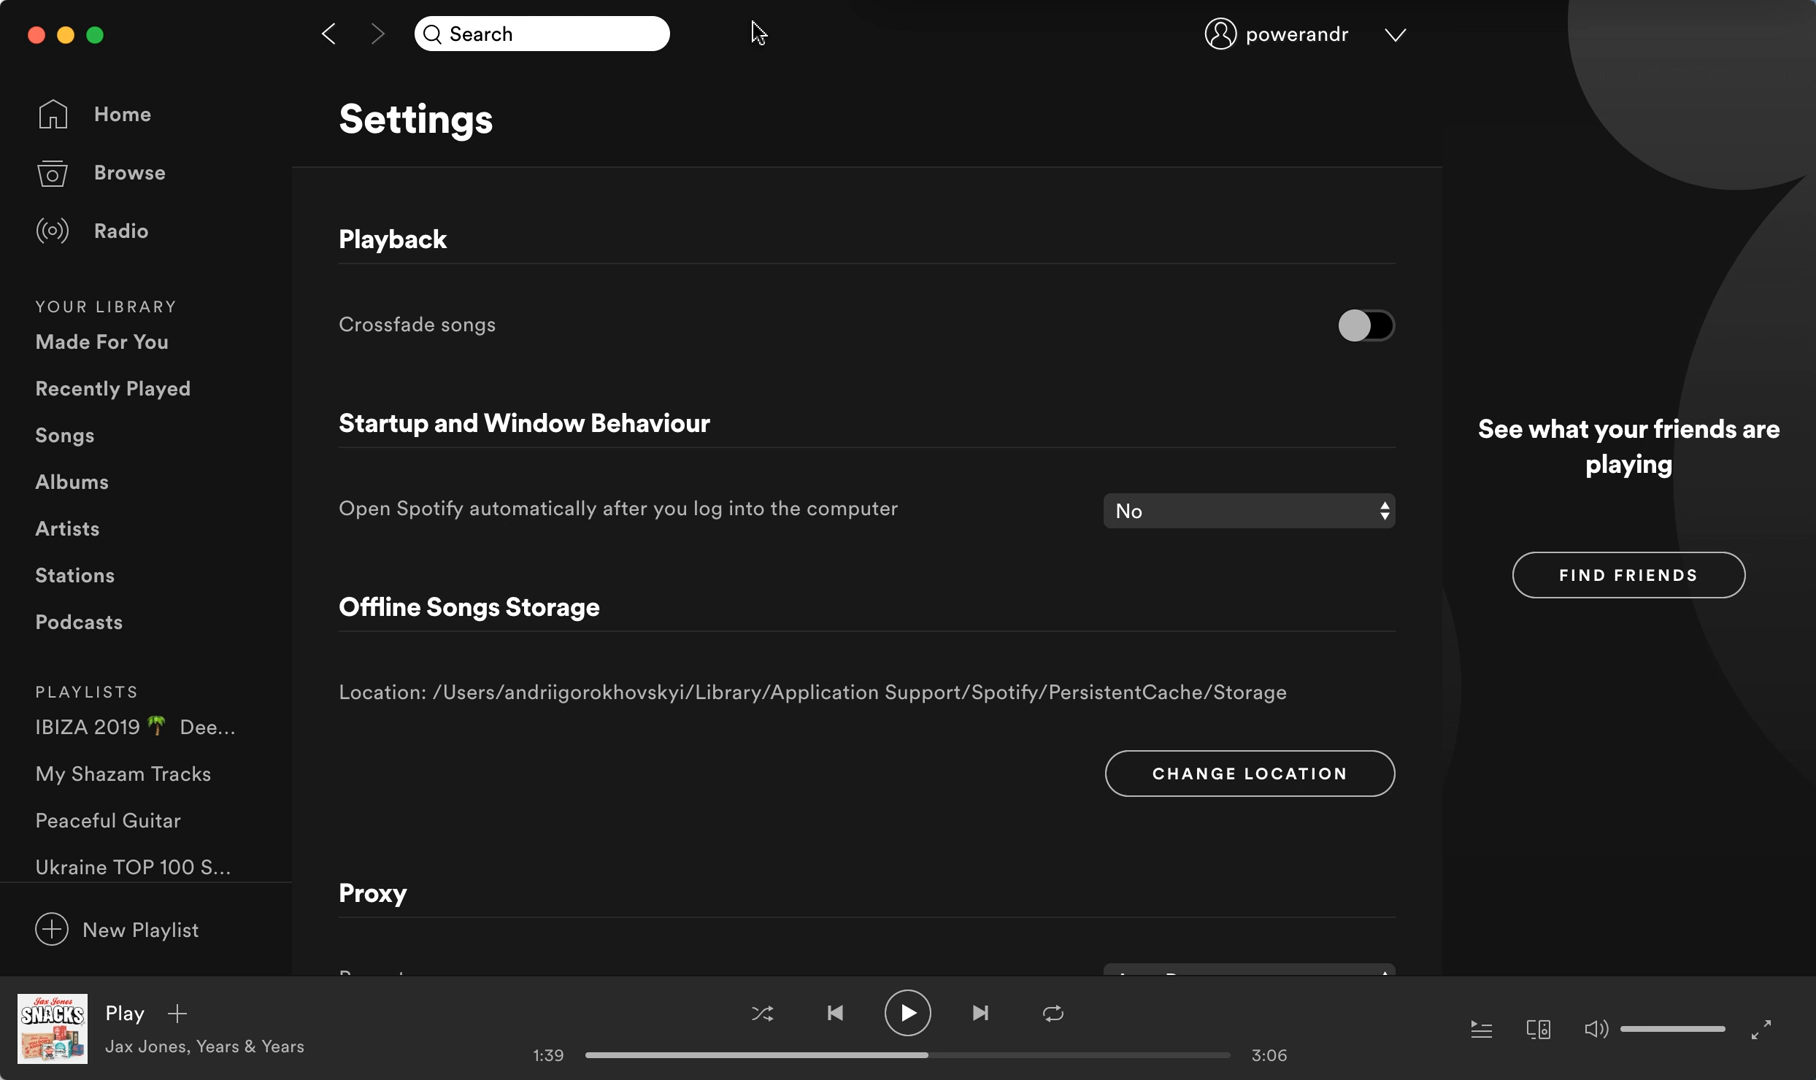 Search
powerandr
Home
Browse
Radio
YOUR LIBRARY
Made For You
Recently Played
Songs
Albums
Artists
Stations
Podcasts
PLAYLISTS
IBIZA 2019 🌴 Dee...
My Shazam Tracks
Peaceful Guitar
Ukraine TOP 100 S...
New Playlist
Settings
Playback
Crossfade songs
Startup and Window Behaviour
Open Spotify automatically after you log into the computer
No
Offline Songs Storage
Location: /Users/andriigorokhovskyi/Library/Application Support/Spotify/PersistentCache/Storage
CHANGE LOCATION
Proxy
See what your friends are
playing
FIND FRIENDS
Jax Jones
SNACKS
Play
Jax Jones, Years & Years
1:39
3:06